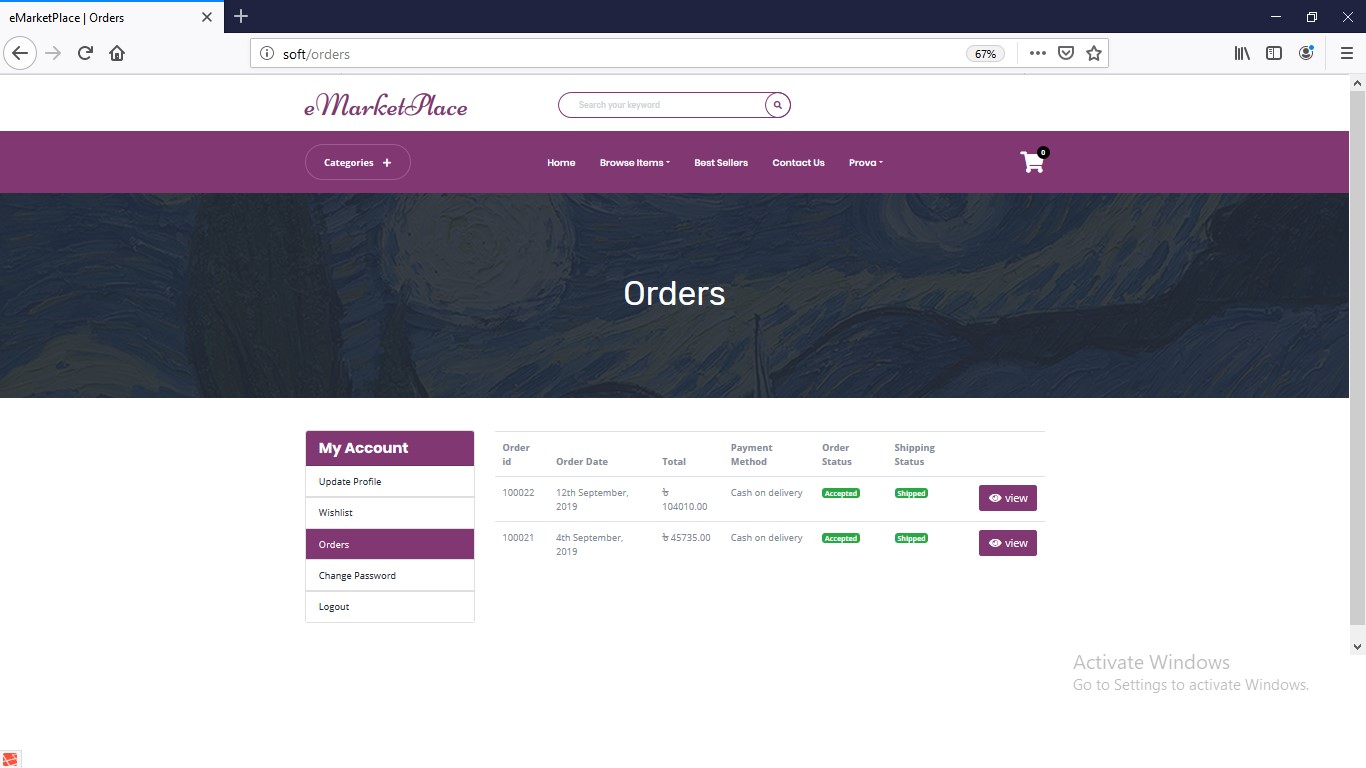 eMarketPlace | Orders
soft/orders
67%
eMarketPlace
Search your keyword
Categories +
Home
Browse Items
Best Sellers
Contact Us
Prova
0
Orders
My Account
Update Profile
Wishlist
Orders
Change Password
Logout
Order id
Order Date
Total
Payment Method
Order Status
Shipping Status
100022
12th September, 2019
৳ 104010.00
Cash on delivery
Accepted
Shipped
view
100021
4th September, 2019
৳ 45735.00
Cash on delivery
Accepted
Shipped
view
Activate Windows
Go to Settings to activate Windows.